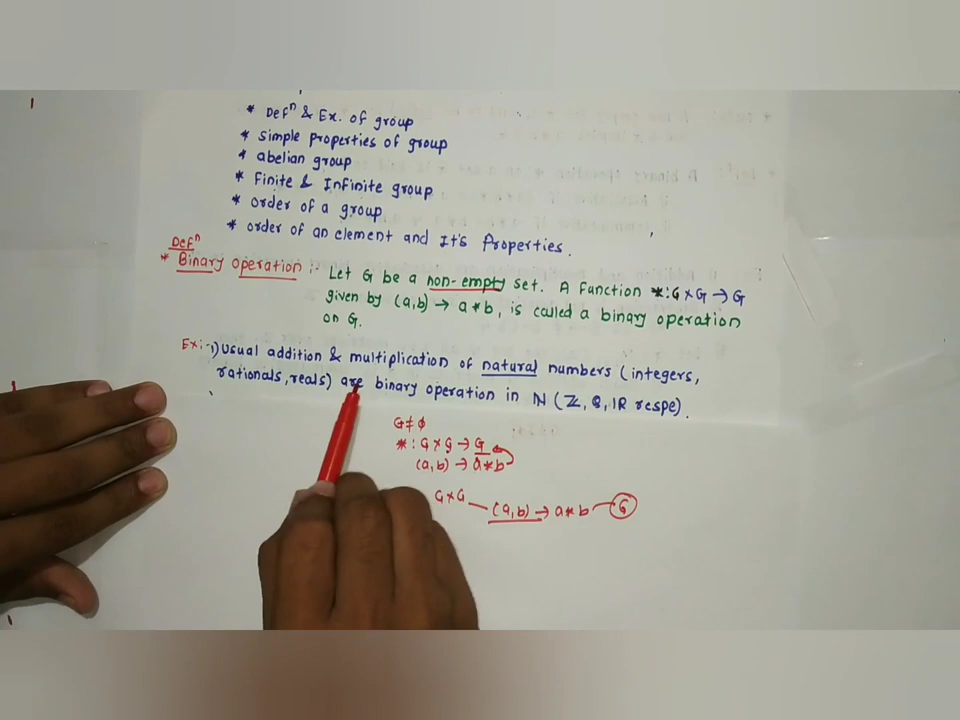 * Defⁿ & Ex. of group
* simple properties of group
* abelian group
* Finite & Infinite group
* order of a group
* order of an element and It's Properties.
Defⁿ
* Binary operation :- Let G be a non-empty set. A function *:G×G→G
given by (a,b) → a*b, is called a binary operation
on G.
Ex:-1) Usual addition & multiplication of natural numbers (integers,
rationals, reals) are binary operation in N (Z, Q, IR respe).
G≠ϕ
*: G×G → G
(a,b) → a*b
G×G — (a,b) → a*b — G